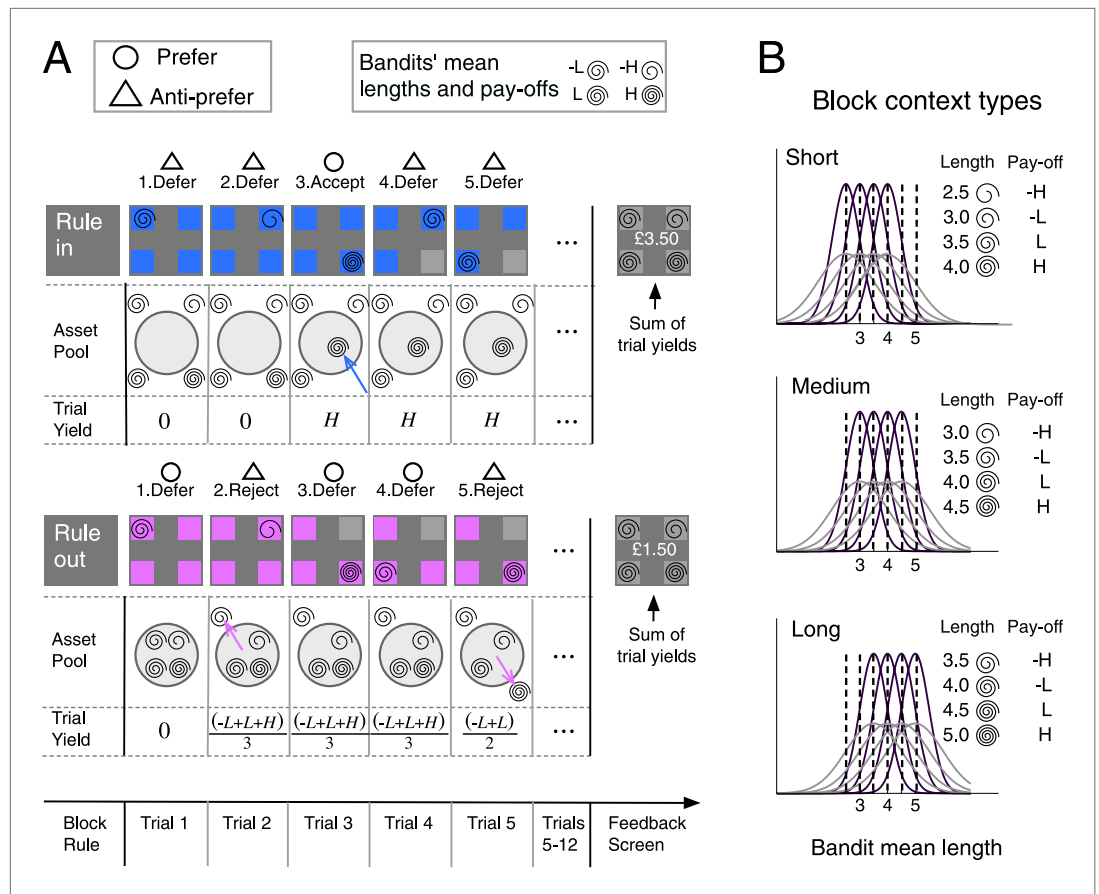 A
Prefer
Anti-prefer
Bandits' mean
lengths and pay-offs
-L -H
L H
1.Defer 2.Defer 3.Accept 4.Defer 5.Defer
Rule
in
...
£3.50
Asset
Pool
...
Sum of
trial yields
Trial
Yield
0 0 H H H ...
1.Defer 2.Reject 3.Defer 4.Defer 5.Reject
Rule
out
...
£1.50
Asset
Pool
...
Sum of
trial yields
Trial
Yield
0 (-L+L+H)/3 (-L+L+H)/3 (-L+L+H)/3 (-L+L)/2 ...
Block
Rule
Trial 1 Trial 2 Trial 3 Trial 4 Trial 5
Trials
5-12
Feedback
Screen
B
Block context types
Short
Length Pay-off
2.5 -H
3.0 -L
3.5 L
4.0 H
3 4 5
Medium
Length Pay-off
3.0 -H
3.5 -L
4.0 L
4.5 H
3 4 5
Long
Length Pay-off
3.5 -H
4.0 -L
4.5 L
5.0 H
3 4 5
Bandit mean length